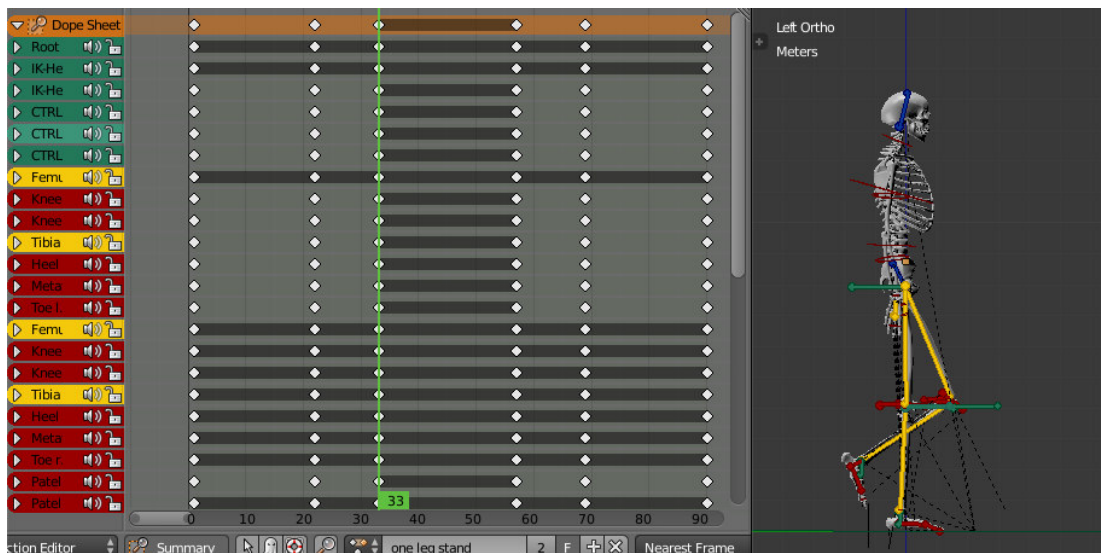 Dope Sheet
Root
IK-He
IK-He
CTRL
CTRL
CTRL
Femu
Knee
Knee
Tibia
Heel
Meta
Toe l.
Femu
Knee
Knee
Tibia
Heel
Meta
Toe r.
Patel
Patel
33
0 10 20 30 40 50 60 70 80 90
ction Editor Summary one leg stand 2 F Nearest Frame
Left Ortho
Meters